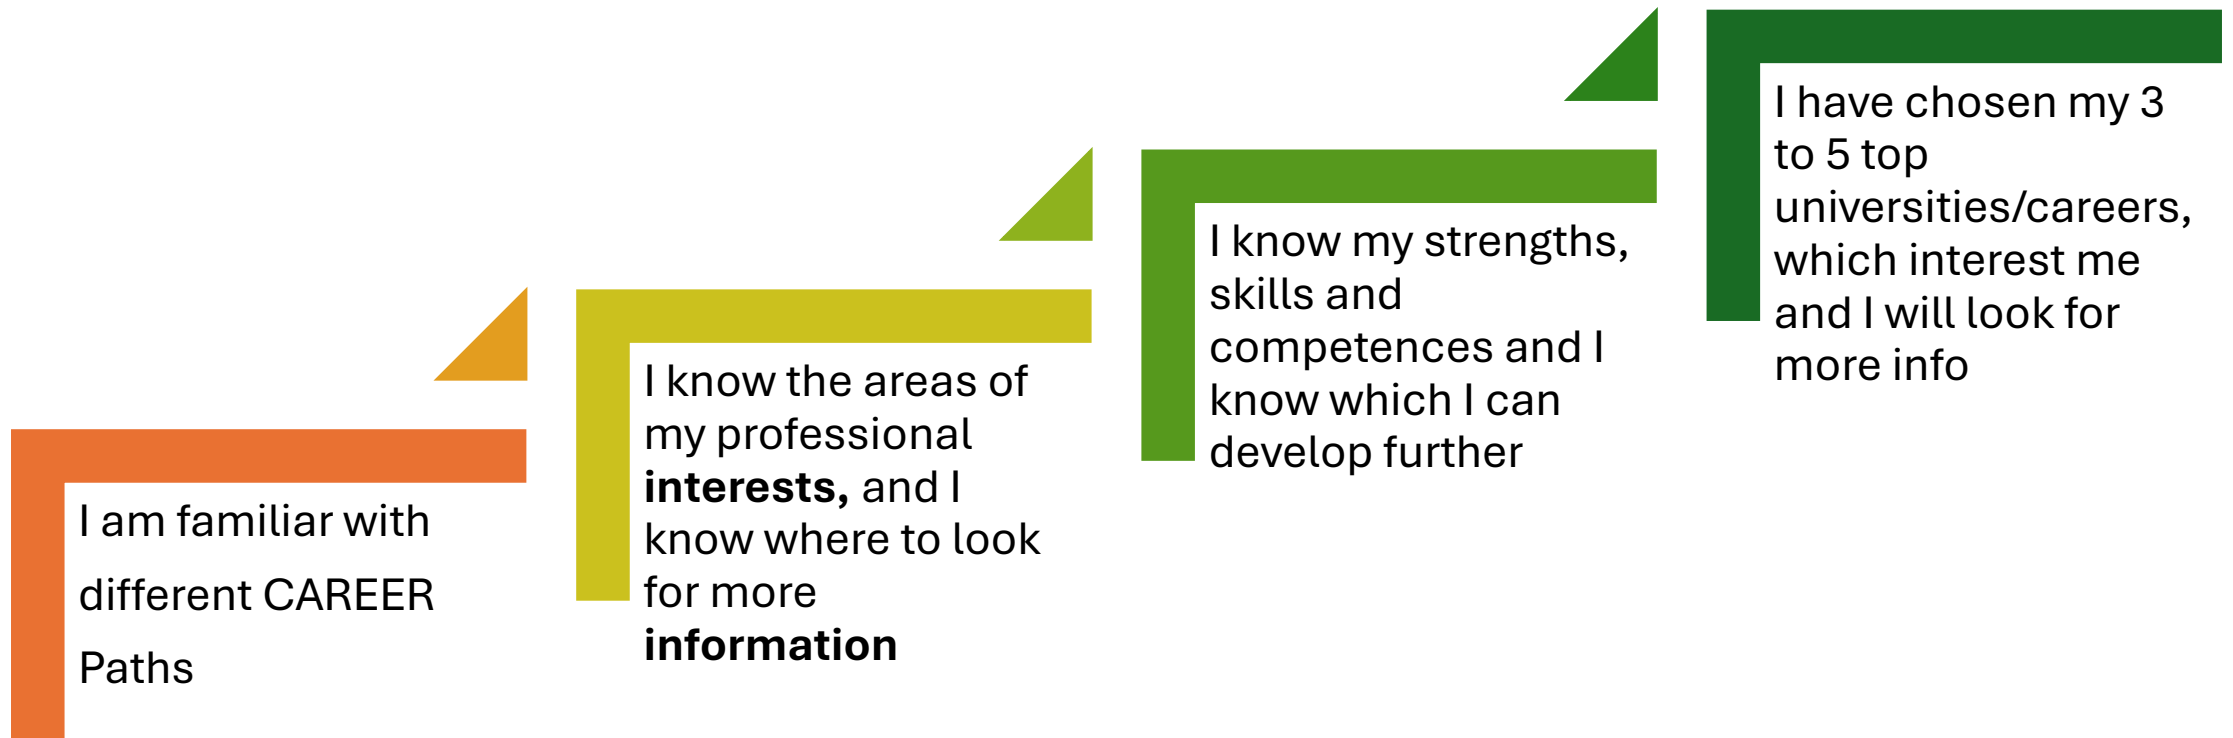 I am familiar with
different CAREER
Paths
I know the areas of
my professional
interests, and I
know where to look
for more
information
I know my strengths,
skills and
competences and I
know which I can
develop further
I have chosen my 3
to 5 top
universities/careers,
which interest me
and I will look for
more info